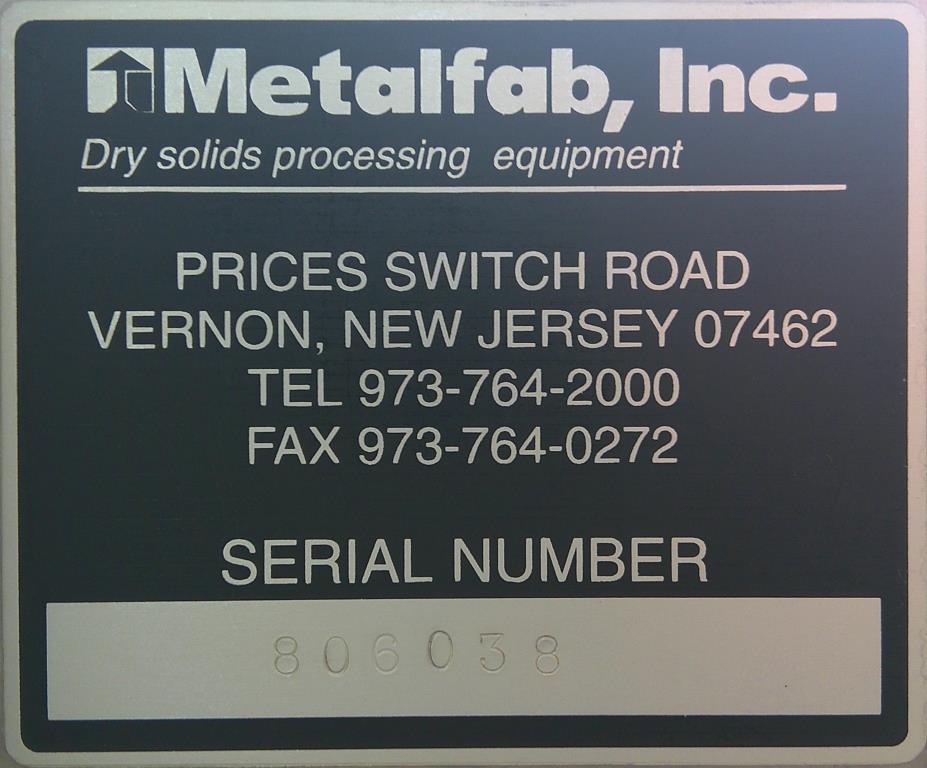 Metalfab, Inc.
Dry solids processing equipment
PRICES SWITCH ROAD
VERNON, NEW JERSEY 07462
TEL 973-764-2000
FAX 973-764-0272
SERIAL NUMBER
806038